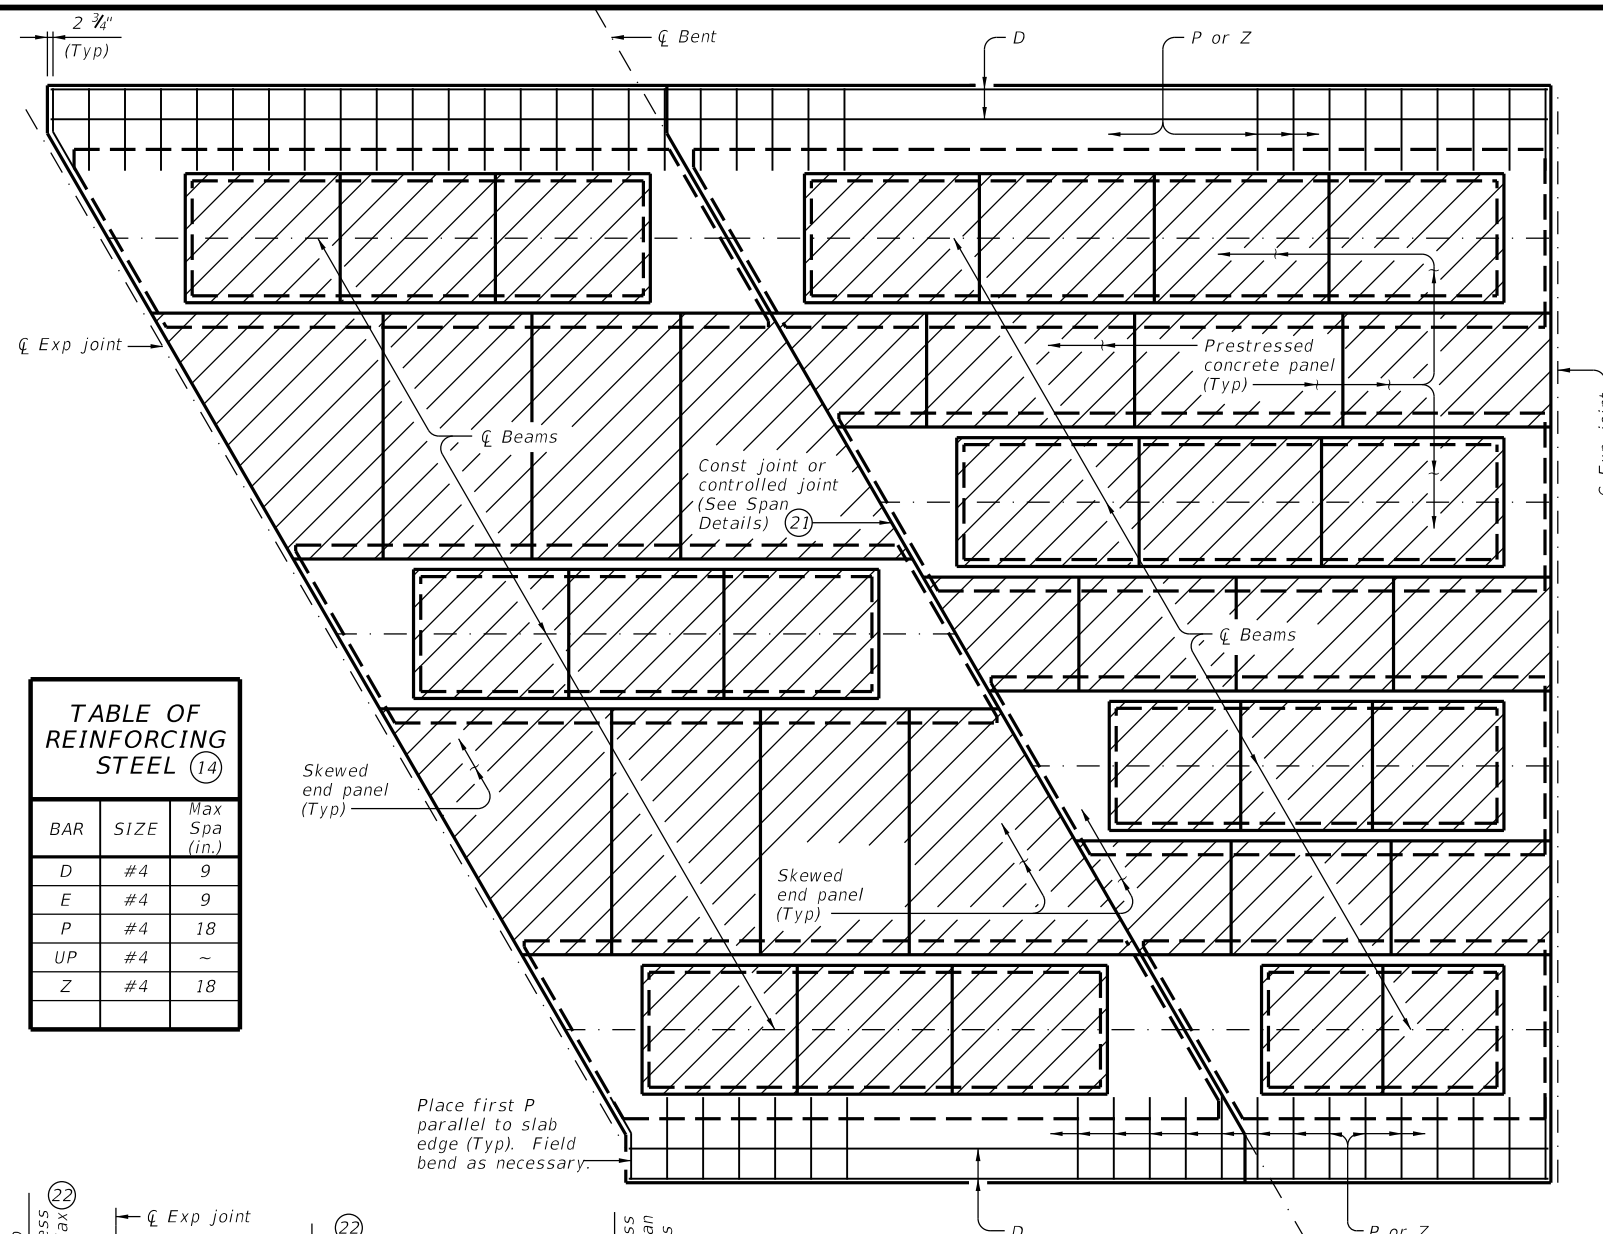 2 ¾"
(Typ)
℄ Bent
D
P or Z
℄ Exp joint
Prestressed
concrete panel
(Typ)
℄ Beams
Const joint or
controlled joint
(See Span
Details) 21
℄ Beams
TABLE OF
REINFORCING
STEEL 14
BAR SIZE Max Spa (in.)
D #4 9
E #4 9
P #4 18
UP #4 ~
Z #4 18
Skewed
end panel
(Typ)
Skewed
end panel
(Typ)
Place first P
parallel to slab
edge (Typ). Field
bend as necessary.
22
℄ Exp joint
22
D
P or Z